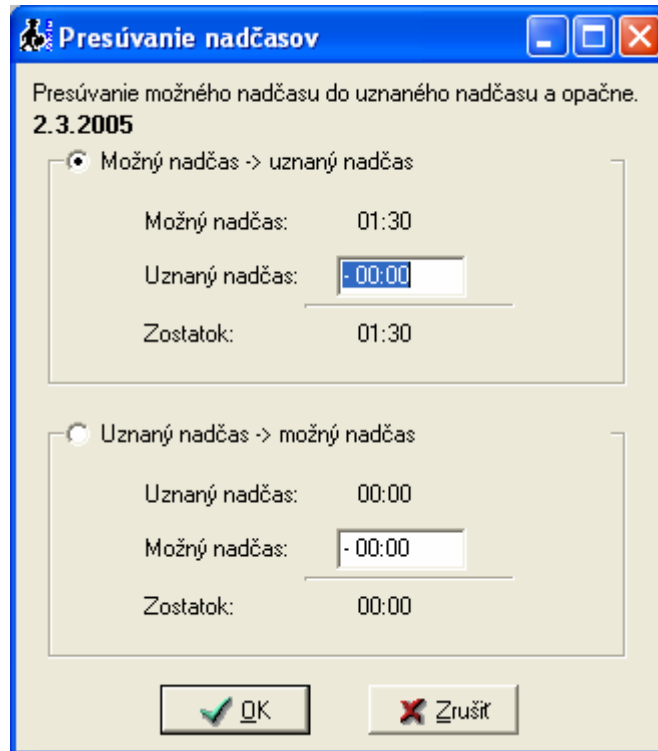 Presúvanie nadčasov
Presúvanie možného nadčasu do uznaného nadčasu a opačne.
2.3.2005
Možný nadčas -> uznaný nadčas
Možný nadčas: 01:30
Uznaný nadčas: - 00:00
Zostatok: 01:30
Uznaný nadčas -> možný nadčas
Uznaný nadčas: 00:00
Možný nadčas: - 00:00
Zostatok: 00:00
OK Zrušiť